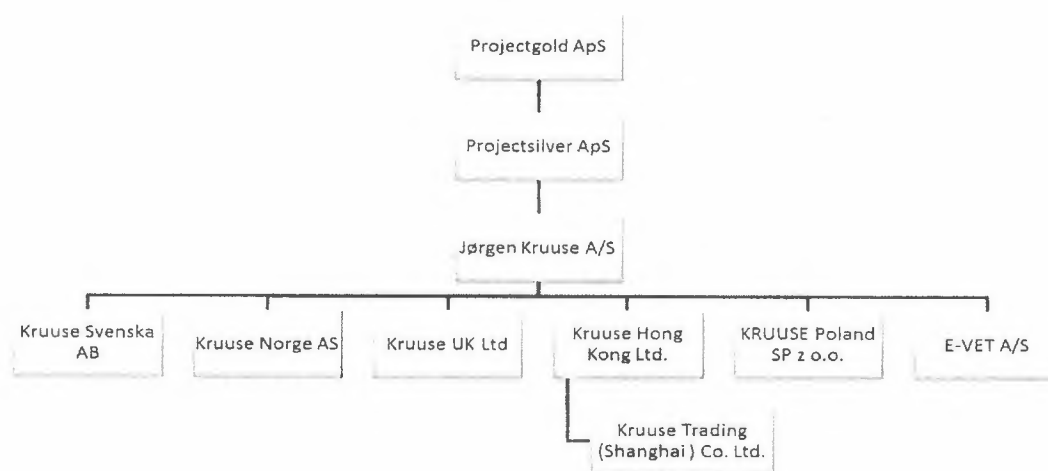 Projectgold ApS
Projectsilver ApS
Jørgen Kruuse A/S
Kruuse Svenska
AB
Kruuse Norge AS
Kruuse UK Ltd
Kruuse Hong
Kong Ltd.
KRUUSE Poland
SP z o.o.
E-VET A/S
Kruuse Trading
(Shanghai) Co. Ltd.